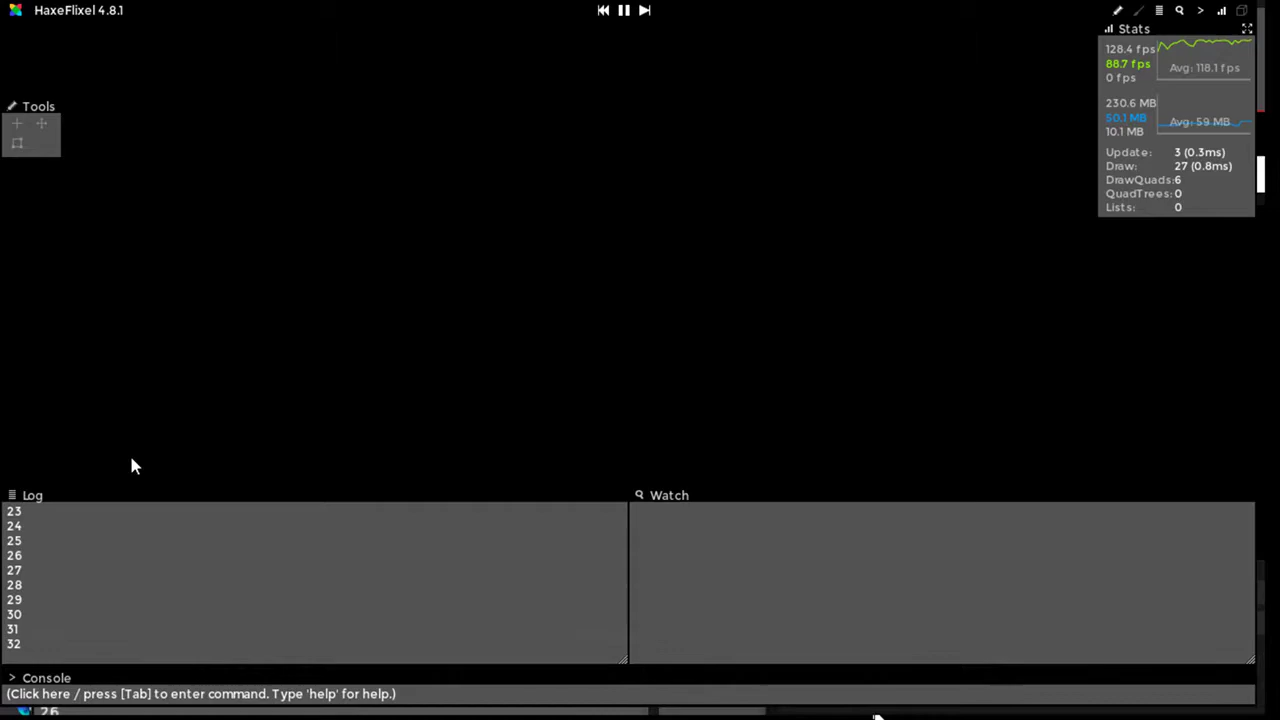 HaxeFlixel 4.8.1
Stats
128.4 fps
88.7 fps
Avg: 118.1 fps
0 fps
Tools
230.6 MB
50.1 MB
Avg: 59 MB
10.1 MB
Update: 3 (0.3ms)
Draw: 27 (0.8ms)
DrawQuads: 6
QuadTrees: 0
Lists: 0
Log
Watch
23
24
25
26
27
28
29
30
31
32
> Console
(Click here / press [Tab] to enter command. Type 'help' for help.)
26